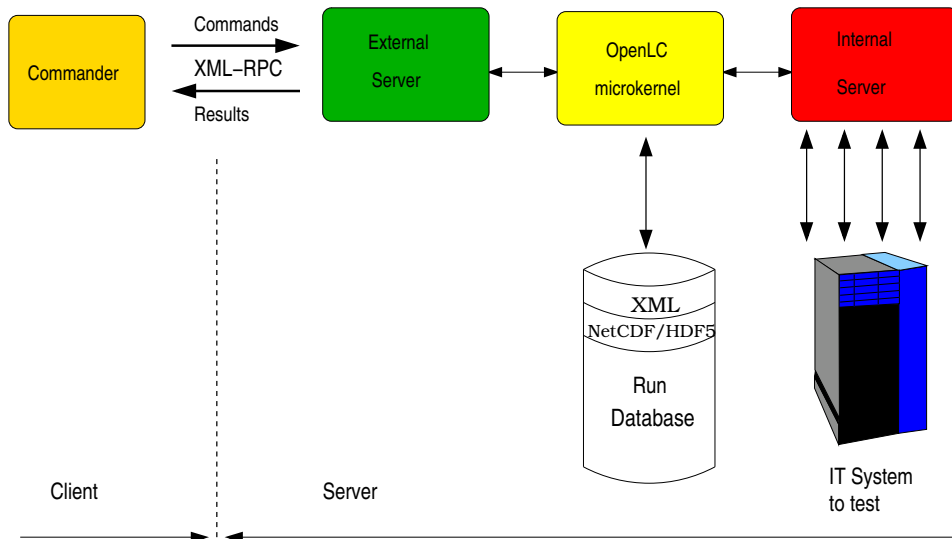 Commander
Commands
XML–RPC
Results
External
Server
OpenLC
microkernel
Internal
Server
XML
NetCDF/HDF5
Run
Database
IT System
to test
Client
Server